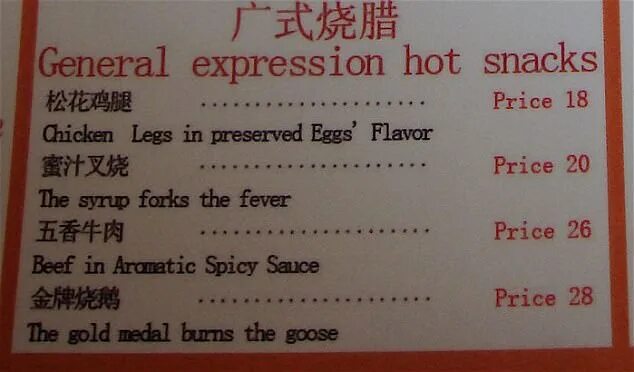 广式烧腊
General expression hot snacks
松花鸡腿 ...................... Price 18
Chicken Legs in preserved Eggs' Flavor
蜜汁叉烧 ...................... Price 20
The syrup forks the fever
五香牛肉 ...................... Price 26
Beef in Aromatic Spicy Sauce
金牌烧鹅 ...................... Price 28
The gold medal burns the goose